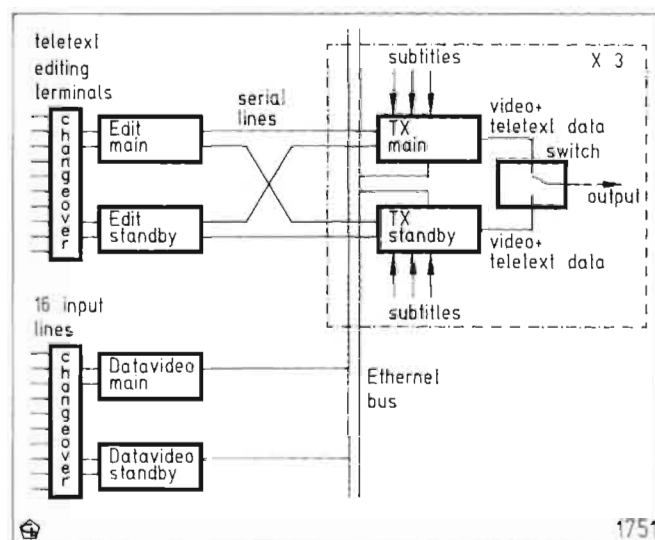 teletext
editing
terminals
changeover
Edit
main
Edit
standby
serial
lines
X 3
subtitles
TX
main
TX
standby
subtitles
video+
teletext data
switch
output
video+
teletext data
16 input
lines
changeover
Datavideo
main
Datavideo
standby
Ethernet
bus
1751